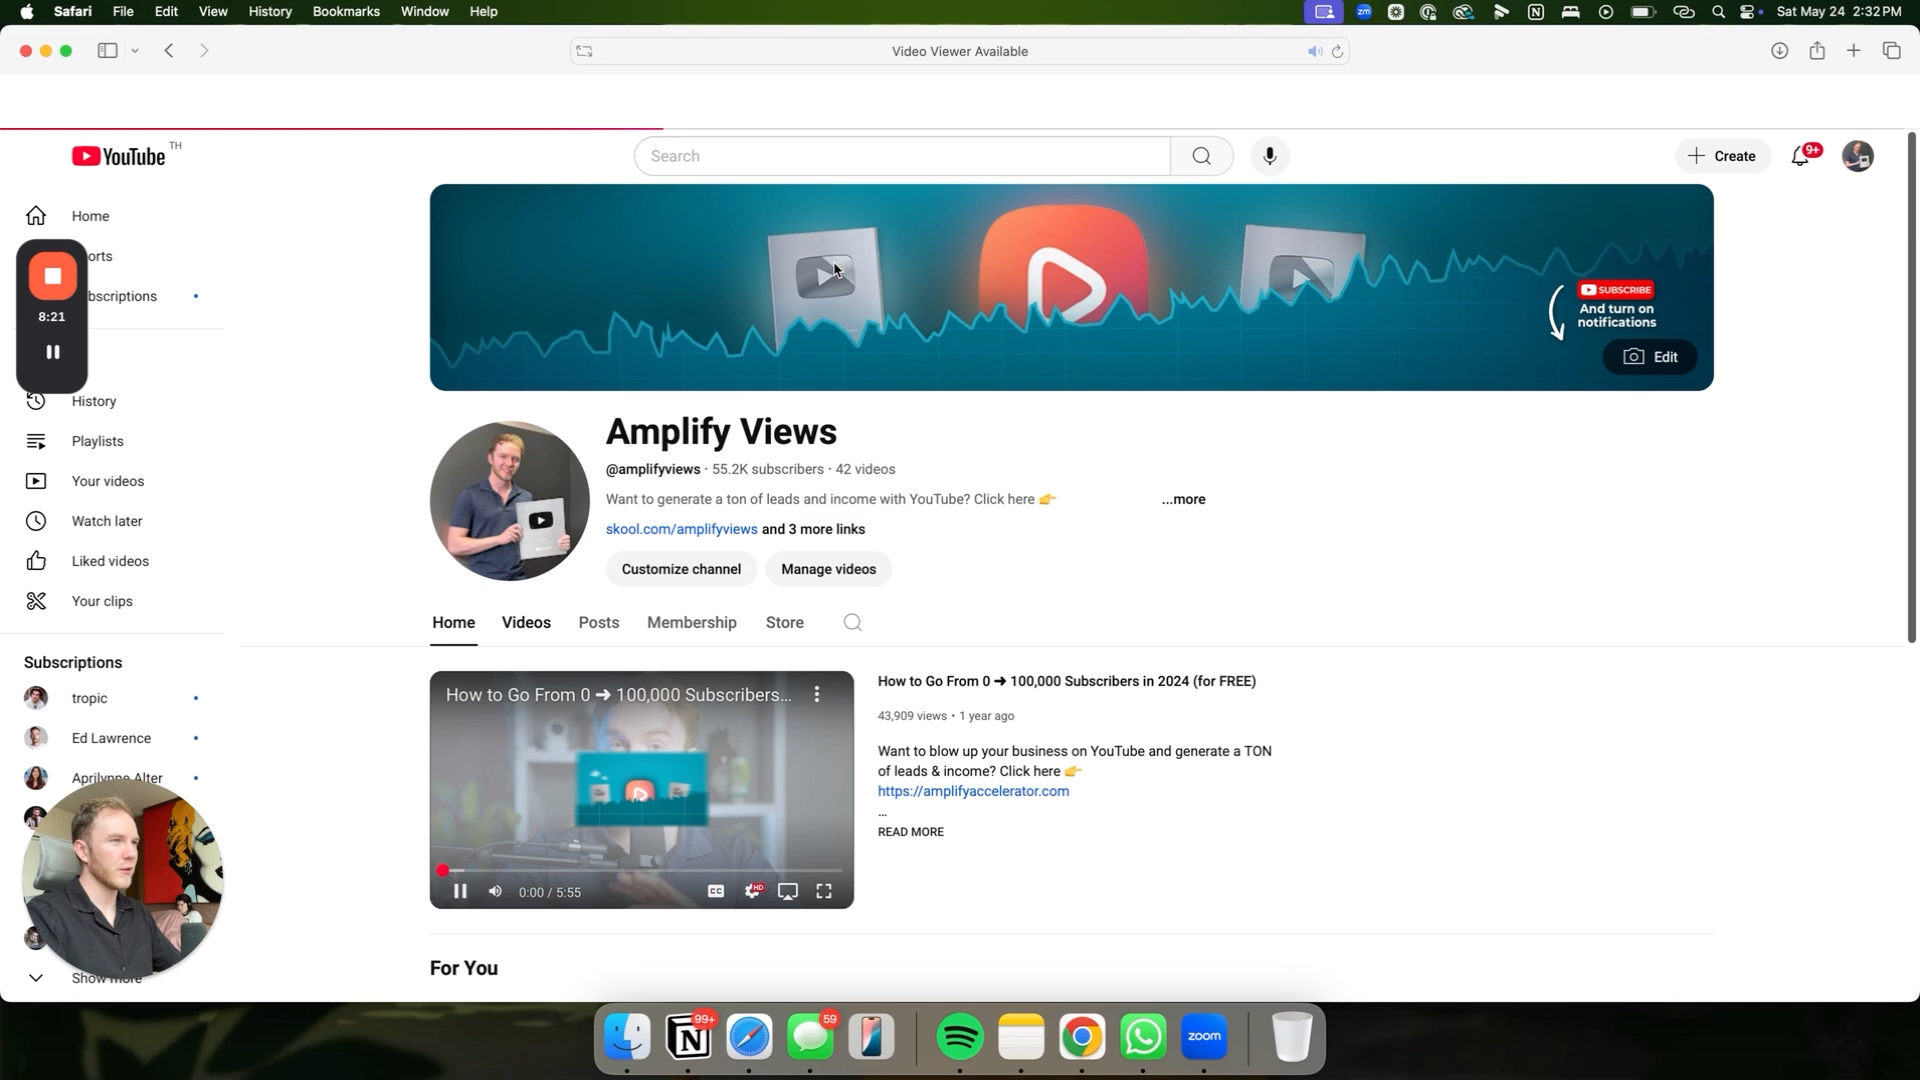 Safari File Edit View History Bookmarks Window Help
zm
N
Sat May 24 2:32 PM
Video Viewer Available
YouTube TH
Search
Create
9+
Home
orts
bscriptions
8:21
History
Playlists
Your videos
Watch later
Liked videos
Your clips
Subscriptions
tropic
Ed Lawrence
Aprilynne Alter
Show more
SUBSCRIBE
And turn on
notifications
Edit
Amplify Views
@amplifyviews · 55.2K subscribers · 42 videos
Want to generate a ton of leads and income with YouTube? Click here 👉 ...more
skool.com/amplifyviews and 3 more links
Customize channel Manage videos
Home Videos Posts Membership Store
How to Go From 0 ➜ 100,000 Subscribers...
0:00 / 5:55
CC
HD
How to Go From 0 ➜ 100,000 Subscribers in 2024 (for FREE)
43,909 views • 1 year ago
Want to blow up your business on YouTube and generate a TON
of leads & income? Click here 👉
https://amplifyaccelerator.com
...
READ MORE
For You
99+
59
zoom